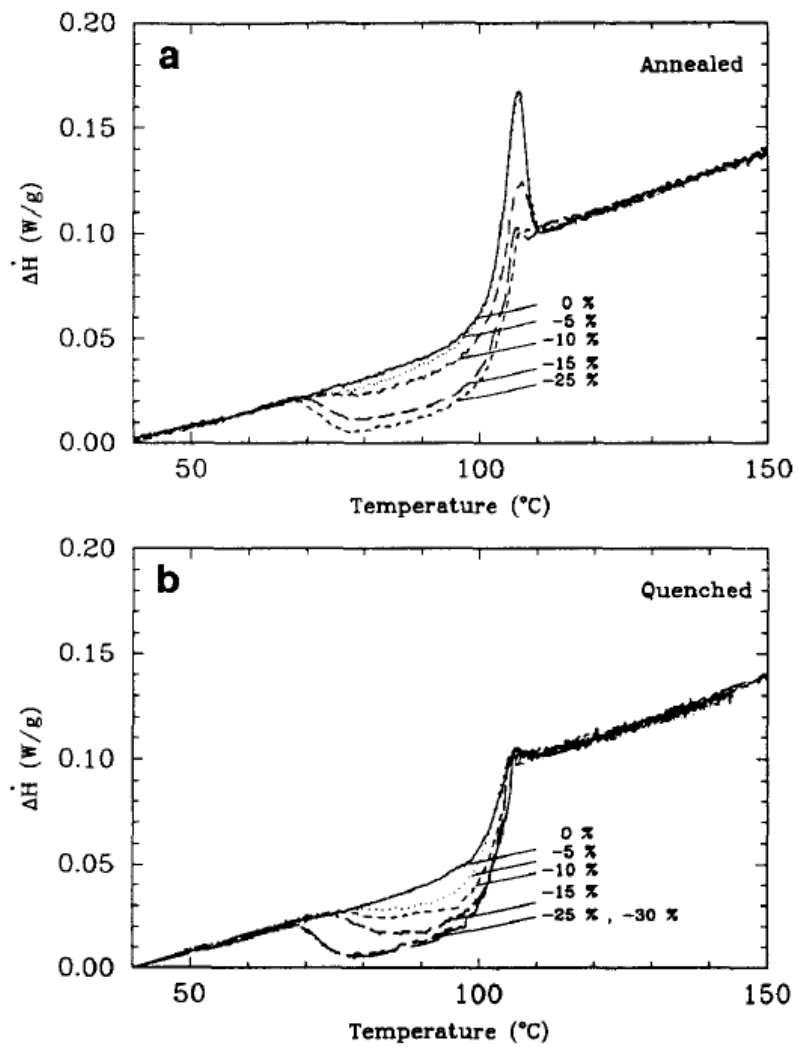 a
Annealed
0.20
0.15
0.10
0.05
0.00
ΔḢ (W/g)
0 %
-5 %
-10 %
-15 %
-25 %
50
100
150
Temperature (°C)
b
Quenched
0.20
0.15
0.10
0.05
0.00
ΔḢ (W/g)
0 %
-5 %
-10 %
-15 %
-25 % , -30 %
50
100
150
Temperature (°C)